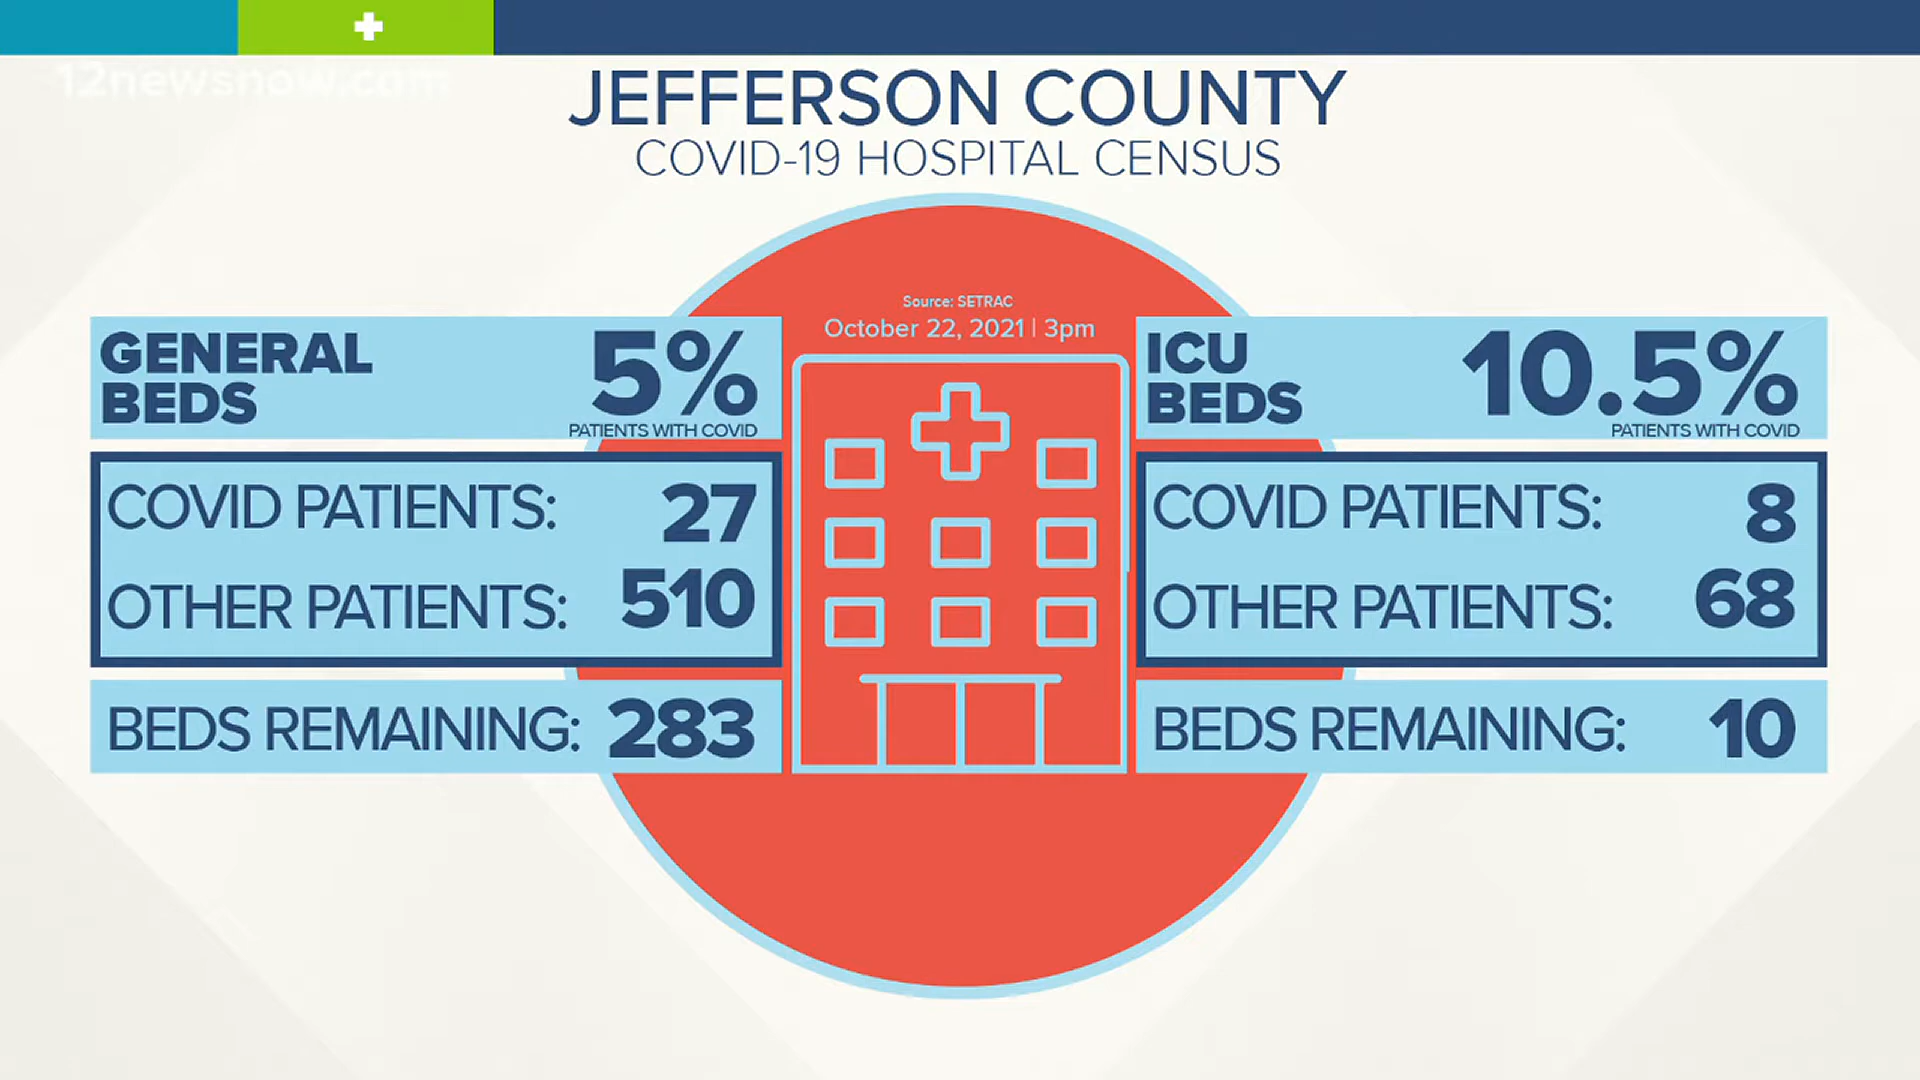 12newsnow.com
JEFFERSON COUNTY
COVID-19 HOSPITAL CENSUS
Source: SETRAC
October 22, 2021 | 3pm
GENERAL
BEDS
5%
PATIENTS WITH COVID
COVID PATIENTS: 27
OTHER PATIENTS: 510
BEDS REMAINING: 283
ICU
BEDS
10.5%
PATIENTS WITH COVID
COVID PATIENTS: 8
OTHER PATIENTS: 68
BEDS REMAINING: 10